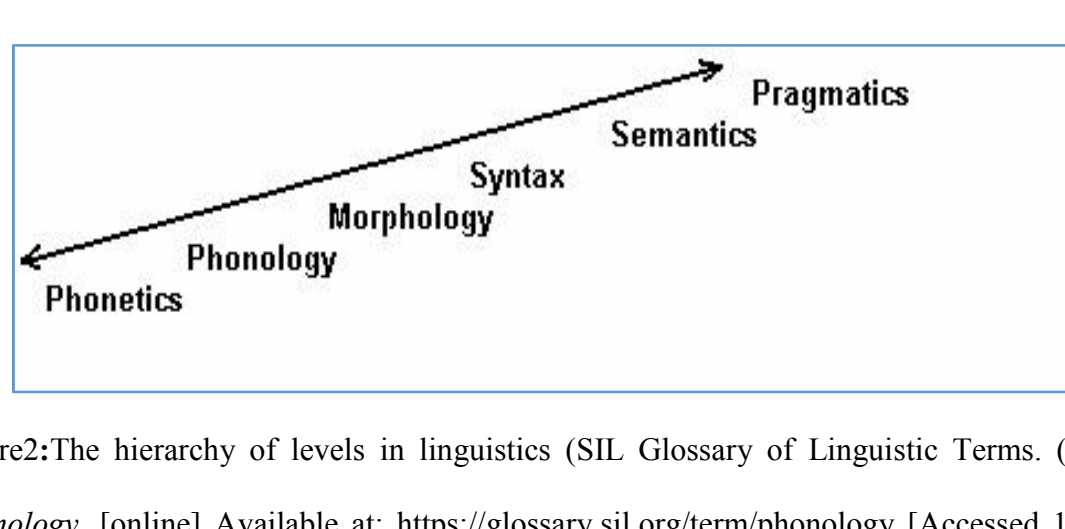 Pragmatics
Semantics
Syntax
Morphology
Phonology
Phonetics
re2:The hierarchy of levels in linguistics (SIL Glossary of Linguistic Terms. (
nology. [online] Available at: https://glossary.sil.org/term/phonology [Accessed 1